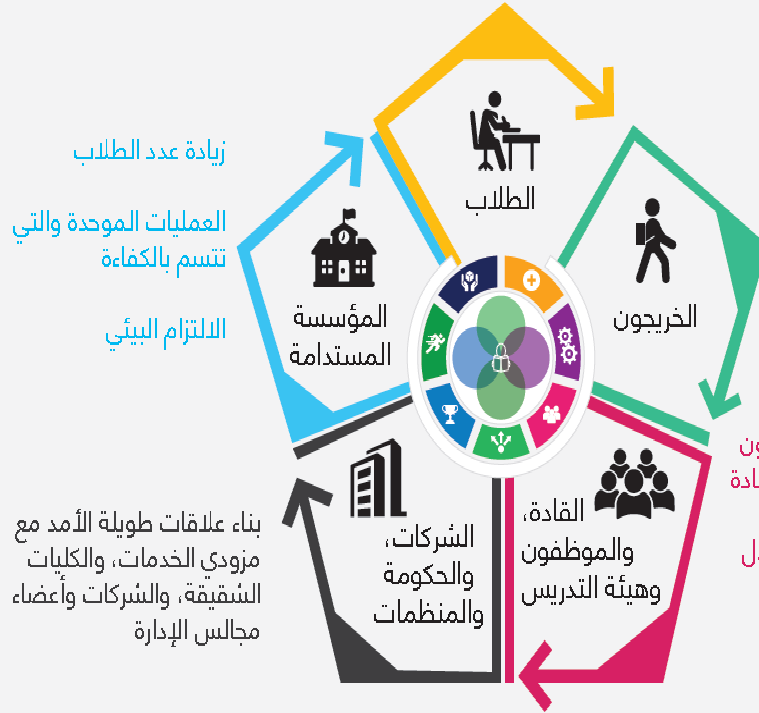 الطلاب
الخريجون
القادة،
والموظفون
وهيئة التدريس
الشركات،
والحكومة
والمنظمات
المؤسسة
المستدامة
زيادة عدد الطلاب
العمليات الموحدة والتي
تتسم بالكفاءة
الالتزام البيئي
بناء علاقات طويلة الأمد مع
مزودي الخدمات، والكليات
الشقيقة، والشركات وأعضاء
مجالس الإدارة